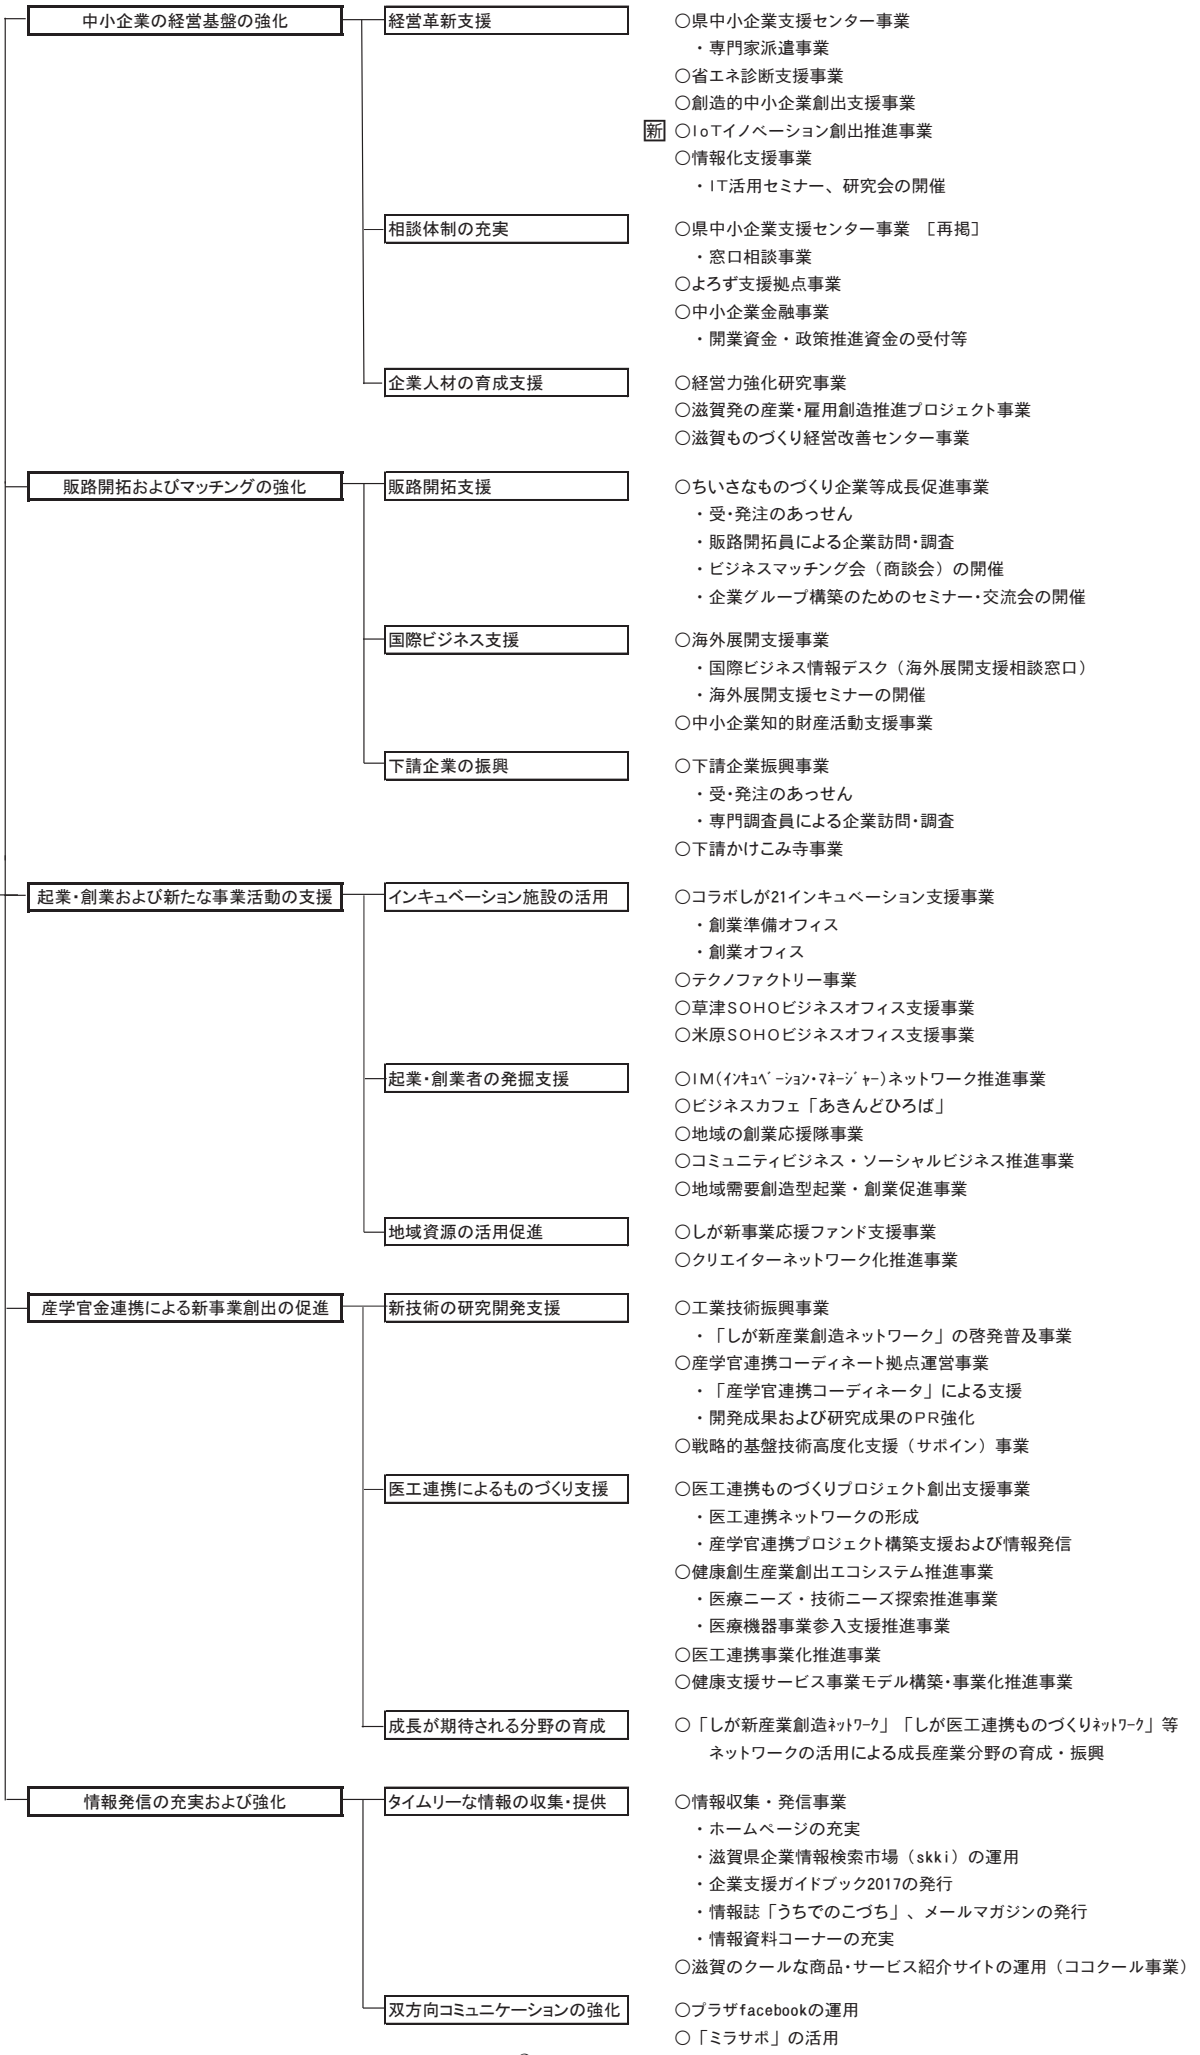 中小企業の経営基盤の強化
経営革新支援
○県中小企業支援センター事業
・専門家派遣事業
○省エネ診断支援事業
○創造的中小企業創出支援事業
新 ○IoTイノベーション創出推進事業
○情報化支援事業
・IT活用セミナー、研究会の開催
相談体制の充実
○県中小企業支援センター事業 ［再掲］
・窓口相談事業
○よろず支援拠点事業
○中小企業金融事業
・開業資金・政策推進資金の受付等
企業人材の育成支援
○経営力強化研究事業
○滋賀発の産業・雇用創造推進プロジェクト事業
○滋賀ものづくり経営改善センター事業
販路開拓およびマッチングの強化
販路開拓支援
○ちいさなものづくり企業等成長促進事業
・受・発注のあっせん
・販路開拓員による企業訪問・調査
・ビジネスマッチング会（商談会）の開催
・企業グループ構築のためのセミナー・交流会の開催
国際ビジネス支援
○海外展開支援事業
・国際ビジネス情報デスク（海外展開支援相談窓口）
・海外展開支援セミナーの開催
○中小企業知的財産活動支援事業
下請企業の振興
○下請企業振興事業
・受・発注のあっせん
・専門調査員による企業訪問・調査
○下請かけこみ寺事業
起業・創業および新たな事業活動の支援
インキュベーション施設の活用
○コラボしが21インキュベーション支援事業
・創業準備オフィス
・創業オフィス
○テクノファクトリー事業
○草津SOHOビジネスオフィス支援事業
○米原SOHOビジネスオフィス支援事業
起業・創業者の発掘支援
○IM(ｲﾝｷｭﾍﾞｰｼｮﾝ・ﾏﾈｰｼﾞｬｰ)ネットワーク推進事業
○ビジネスカフェ「あきんどひろば」
○地域の創業応援隊事業
○コミュニティビジネス・ソーシャルビジネス推進事業
○地域需要創造型起業・創業促進事業
地域資源の活用促進
○しが新事業応援ファンド支援事業
○クリエイターネットワーク化推進事業
産学官金連携による新事業創出の促進
新技術の研究開発支援
○工業技術振興事業
・「しが新産業創造ネットワーク」の啓発普及事業
○産学官連携コーディネート拠点運営事業
・「産学官連携コーディネータ」による支援
・開発成果および研究成果のPR強化
○戦略的基盤技術高度化支援（サポイン）事業
医工連携によるものづくり支援
○医工連携ものづくりプロジェクト創出支援事業
・医工連携ネットワークの形成
・産学官連携プロジェクト構築支援および情報発信
○健康創生産業創出エコシステム推進事業
・医療ニーズ・技術ニーズ探索推進事業
・医療機器事業参入支援推進事業
○医工連携事業化推進事業
○健康支援サービス事業モデル構築・事業化推進事業
成長が期待される分野の育成
○「しが新産業創造ﾈｯﾄﾜｰｸ」「しが医工連携ものづくりﾈｯﾄﾜｰｸ」等
ネットワークの活用による成長産業分野の育成・振興
情報発信の充実および強化
タイムリーな情報の収集・提供
○情報収集・発信事業
・ホームページの充実
・滋賀県企業情報検索市場（skki）の運用
・企業支援ガイドブック2017の発行
・情報誌「うちでのこづち」、メールマガジンの発行
・情報資料コーナーの充実
○滋賀のクールな商品・サービス紹介サイトの運用（ココクール事業）
双方向コミュニケーションの強化
○プラザfacebookの運用
○「ミラサポ」の活用